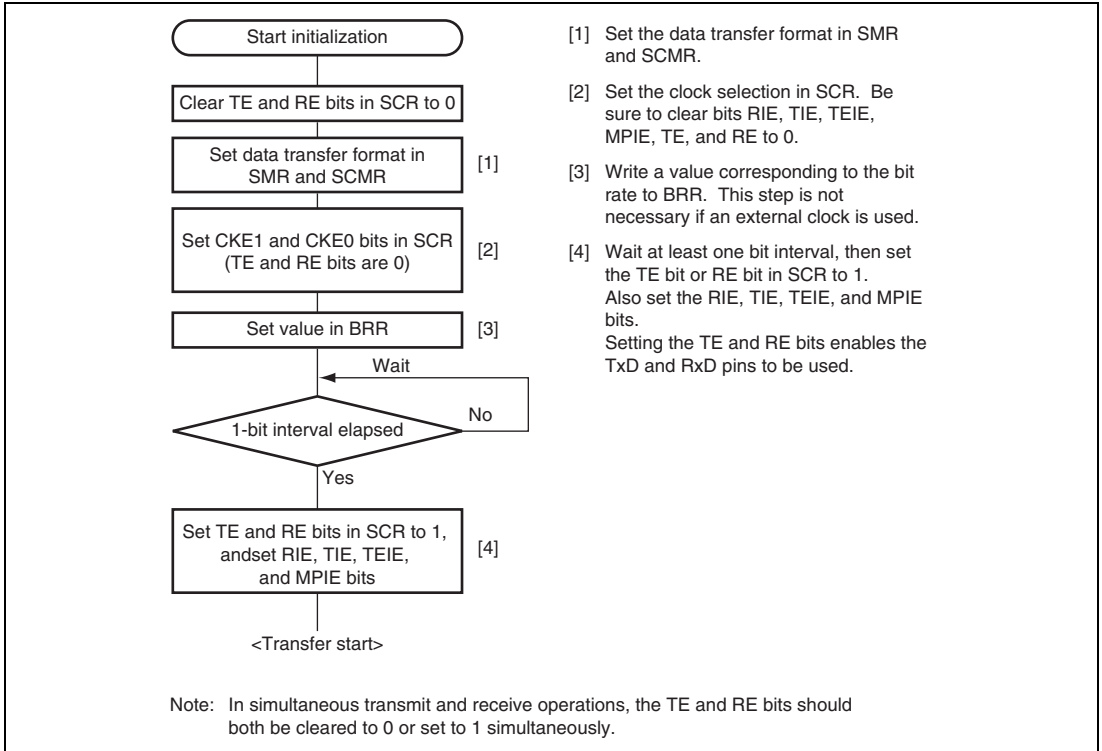 Start initialization
Clear TE and RE bits in SCR to 0
Set data transfer format in
SMR and SCMR
[1]
Set CKE1 and CKE0 bits in SCR
(TE and RE bits are 0)
[2]
Set value in BRR
[3]
Wait
1-bit interval elapsed
No
Yes
Set TE and RE bits in SCR to 1,
andset RIE, TIE, TEIE,
and MPIE bits
[4]
<Transfer start>
[1] Set the data transfer format in SMR
and SCMR.
[2] Set the clock selection in SCR. Be
sure to clear bits RIE, TIE, TEIE,
MPIE, TE, and RE to 0.
[3] Write a value corresponding to the bit
rate to BRR. This step is not
necessary if an external clock is used.
[4] Wait at least one bit interval, then set
the TE bit or RE bit in SCR to 1.
Also set the RIE, TIE, TEIE, and MPIE
bits.
Setting the TE and RE bits enables the
TxD and RxD pins to be used.
Note: In simultaneous transmit and receive operations, the TE and RE bits should
both be cleared to 0 or set to 1 simultaneously.